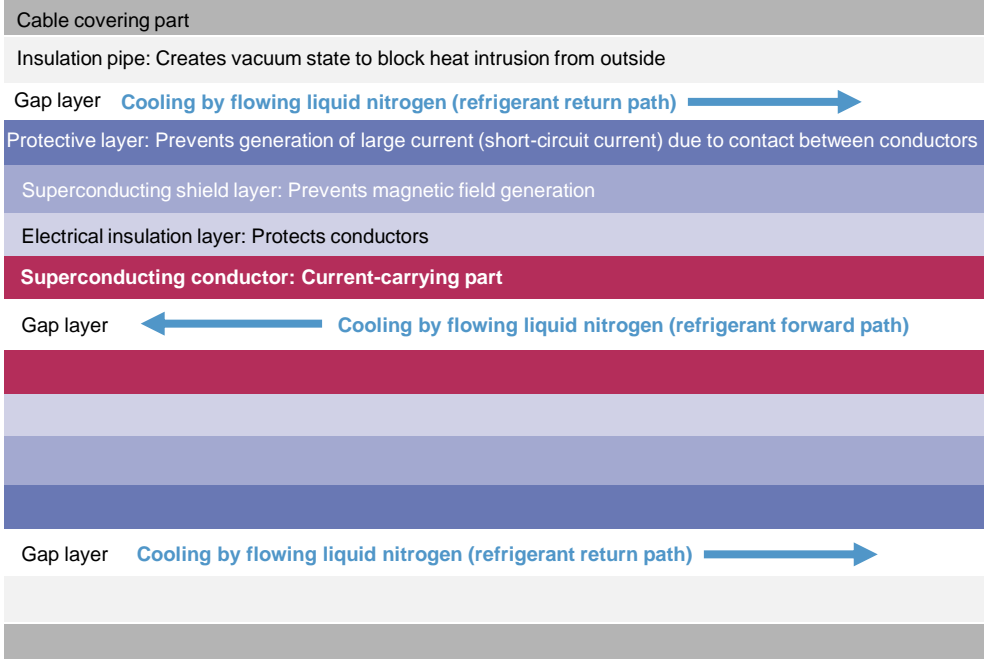 Cable covering part
Insulation pipe: Creates vacuum state to block heat intrusion from outside
Gap layer Cooling by flowing liquid nitrogen (refrigerant return path)
Protective layer: Prevents generation of large current (short-circuit current) due to contact between conductors
Superconducting shield layer: Prevents magnetic field generation
Electrical insulation layer: Protects conductors
Superconducting conductor: Current-carrying part
Gap layer Cooling by flowing liquid nitrogen (refrigerant forward path)
Gap layer Cooling by flowing liquid nitrogen (refrigerant return path)